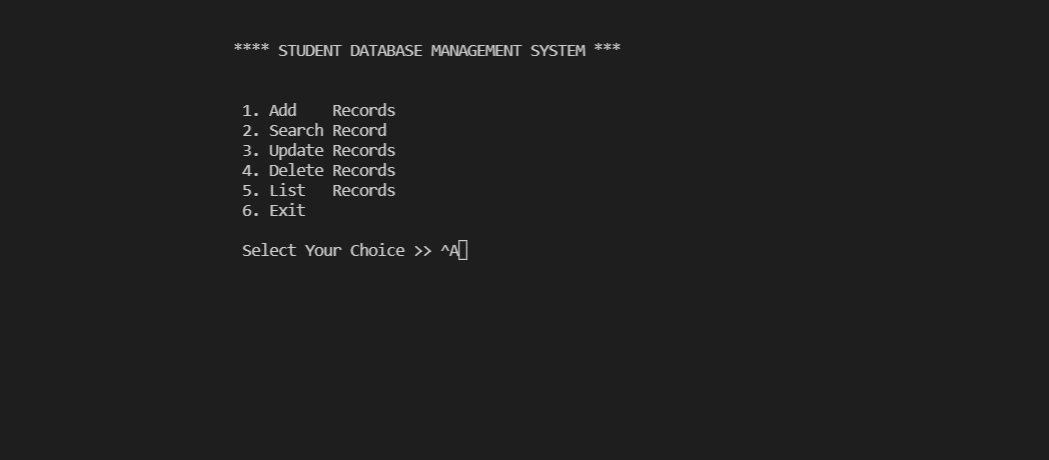 **** STUDENT DATABASE MANAGEMENT SYSTEM ***
1. Add    Records
2. Search Record
3. Update Records
4. Delete Records
5. List   Records
6. Exit
Select Your Choice >> ^A